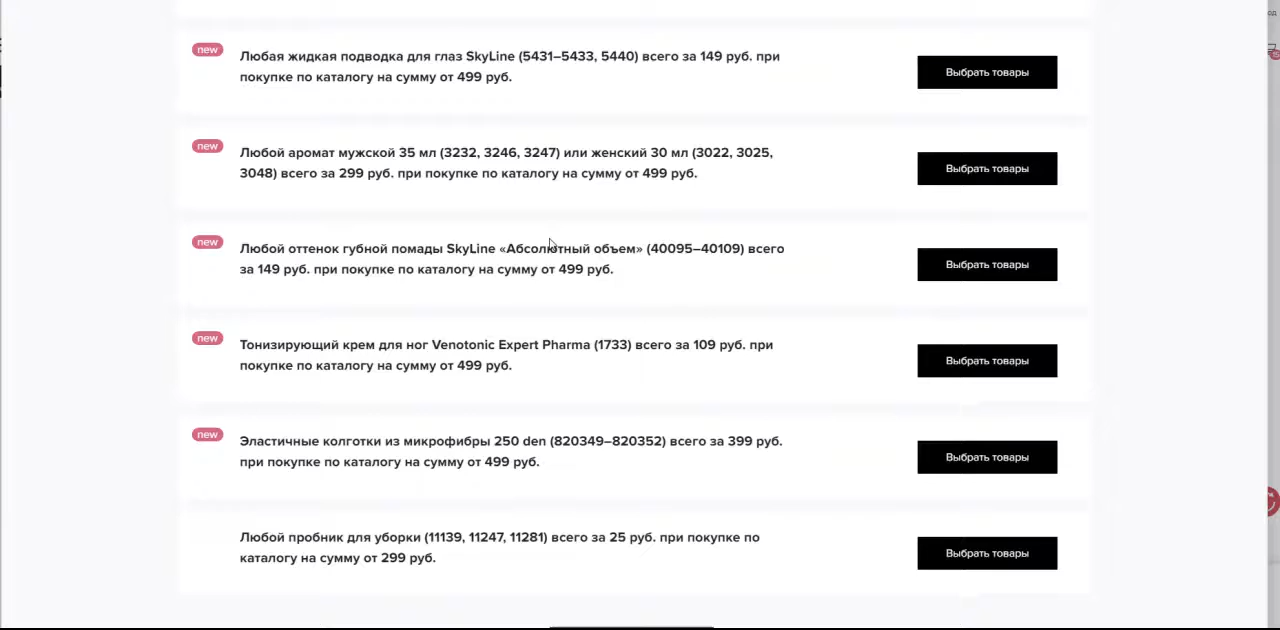 new
Любая жидкая подводка для глаз SkyLine (5431–5433, 5440) всего за 149 руб. при
покупке по каталогу на сумму от 499 руб.
Выбрать товары
new
Любой аромат мужской 35 мл (3232, 3246, 3247) или женский 30 мл (3022, 3025,
3048) всего за 299 руб. при покупке по каталогу на сумму от 499 руб.
Выбрать товары
new
Любой оттенок губной помады SkyLine «Абсолютный объем» (40095–40109) всего
за 149 руб. при покупке по каталогу на сумму от 499 руб.
Выбрать товары
new
Тонизирующий крем для ног Venotonic Expert Pharma (1733) всего за 109 руб. при
покупке по каталогу на сумму от 499 руб.
Выбрать товары
new
Эластичные колготки из микрофибры 250 den (820349–820352) всего за 399 руб.
при покупке по каталогу на сумму от 499 руб.
Выбрать товары
Любой пробник для уборки (11139, 11247, 11281) всего за 25 руб. при покупке по
каталогу на сумму от 299 руб.
Выбрать товары